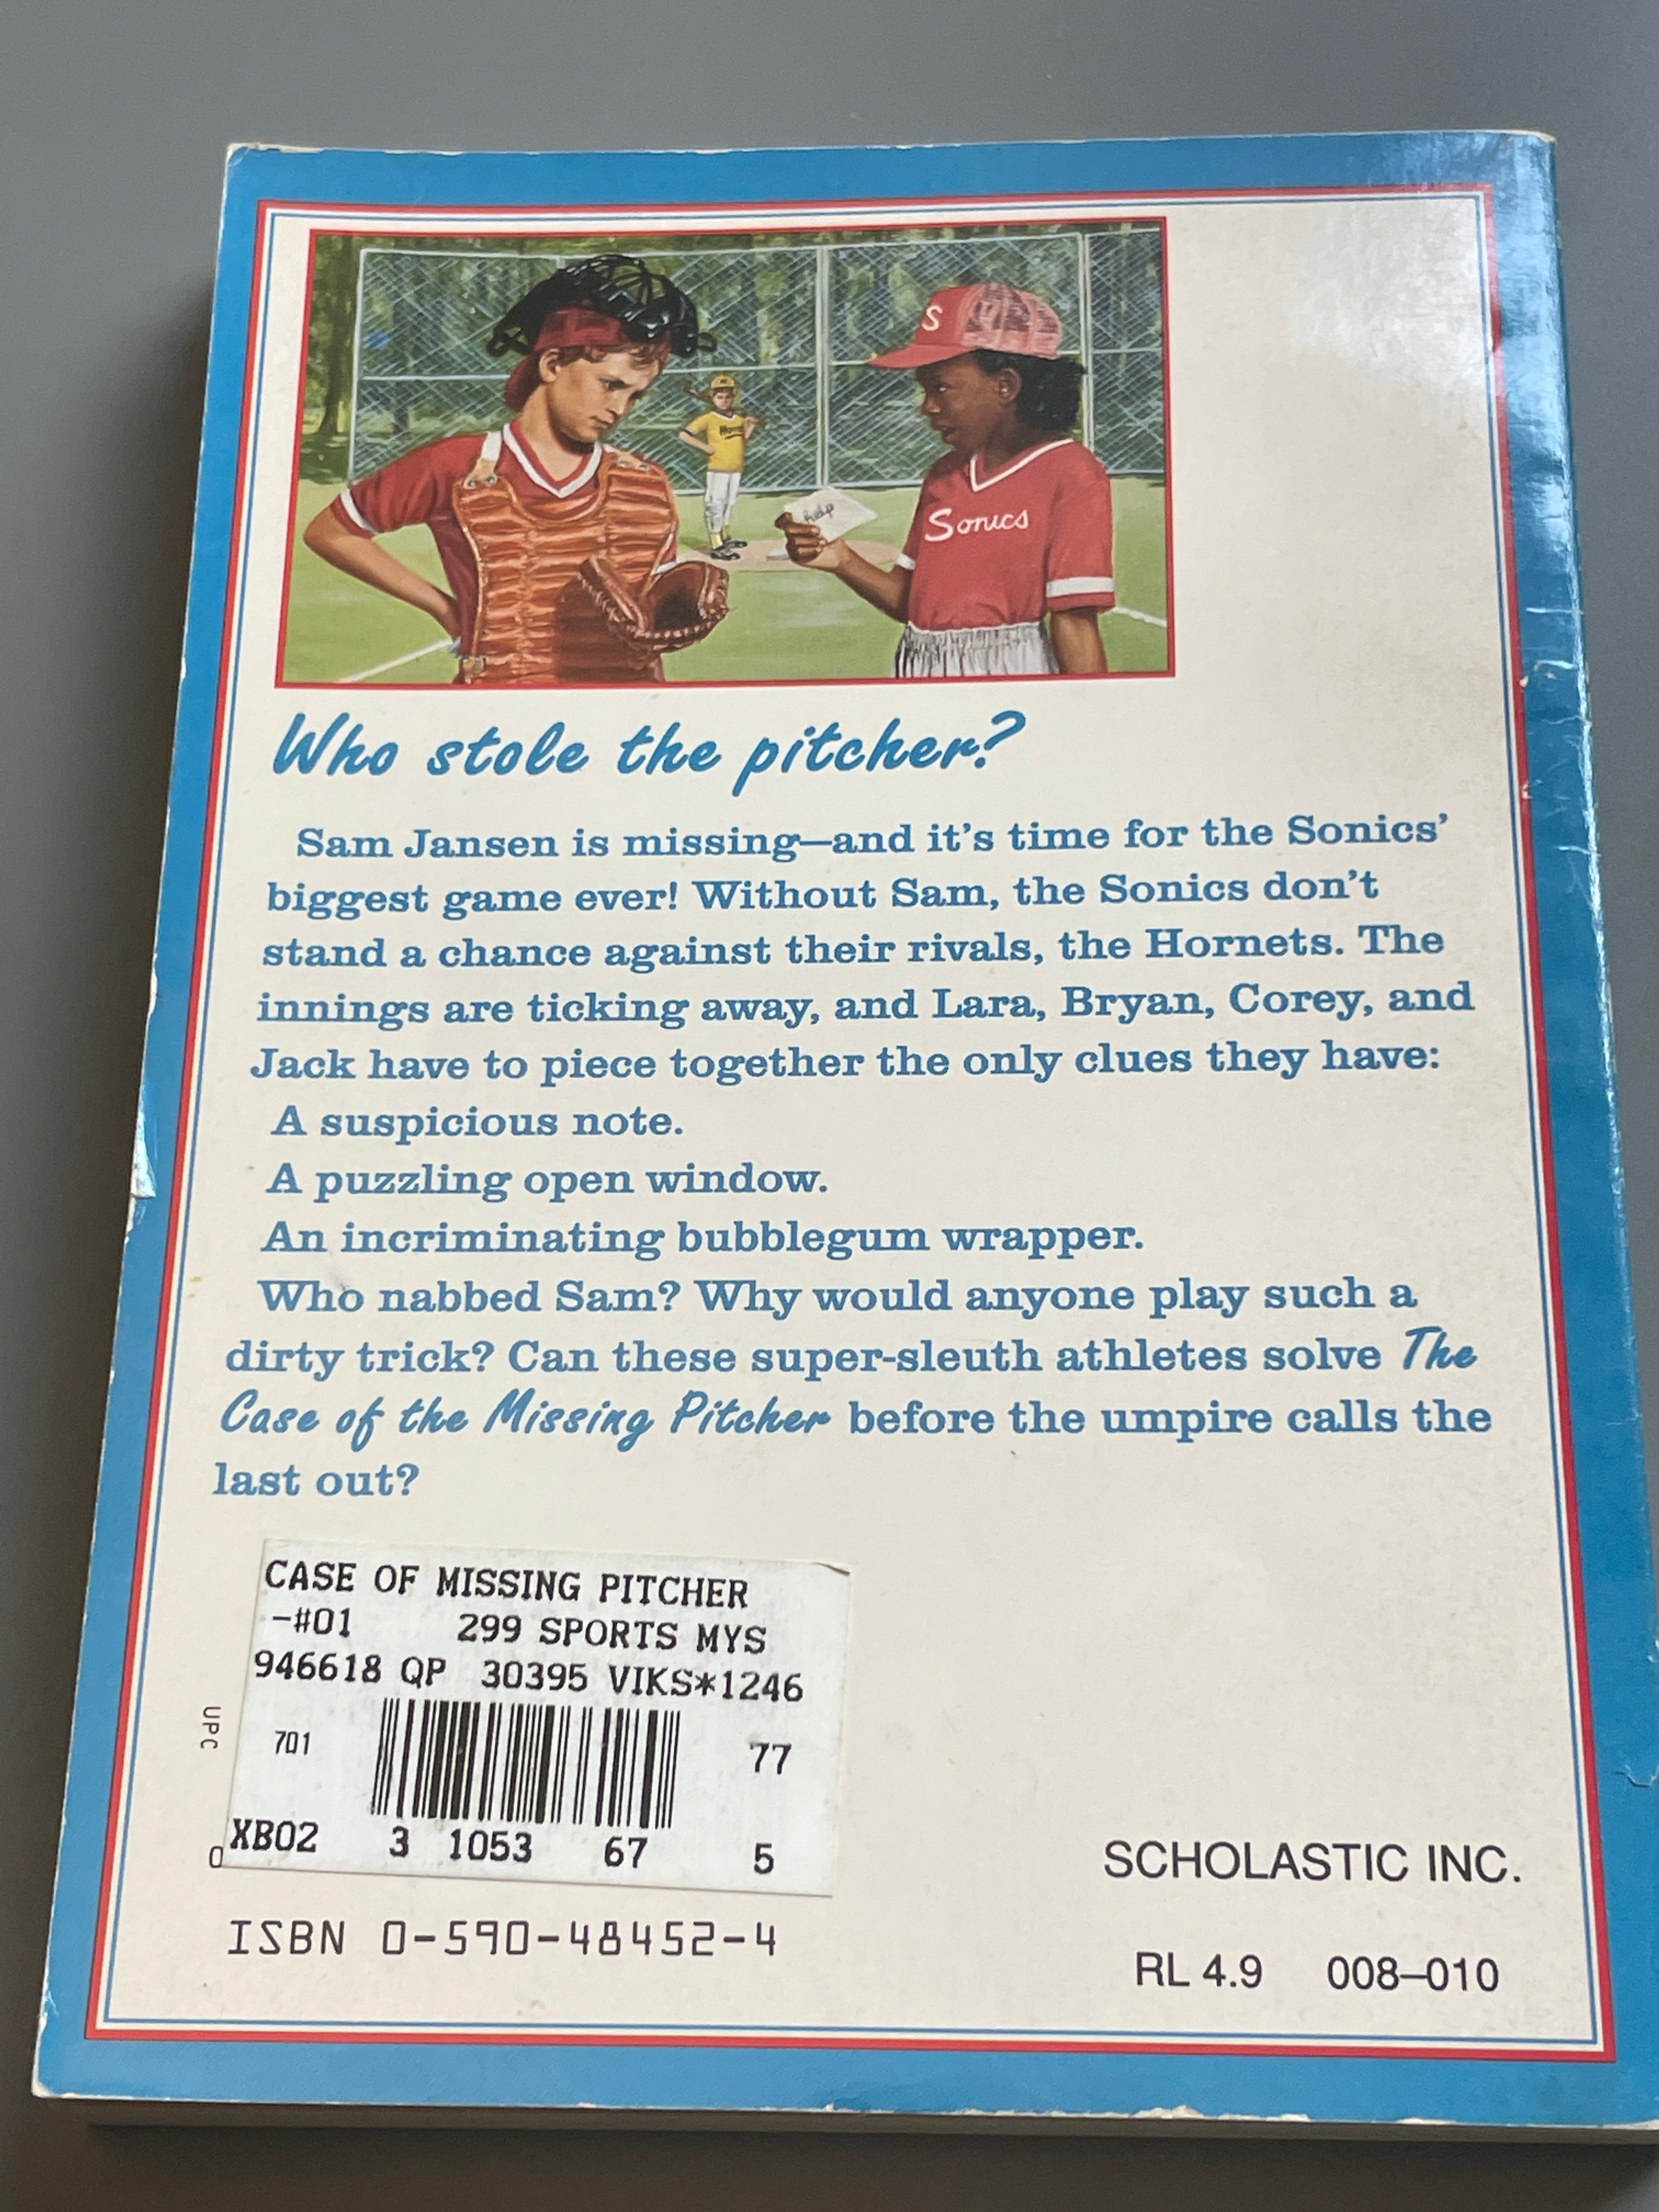 S
Hornets
Help
Sonics
Who stole the pitcher?
Sam Jansen is missing—and it's time for the Sonics'
biggest game ever! Without Sam, the Sonics don't
stand a chance against their rivals, the Hornets. The
innings are ticking away, and Lara, Bryan, Corey, and
Jack have to piece together the only clues they have:
A suspicious note.
A puzzling open window.
An incriminating bubblegum wrapper.
Who nabbed Sam? Why would anyone play such a
dirty trick? Can these super-sleuth athletes solve The
Case of the Missing Pitcher before the umpire calls the
last out?
CASE OF MISSING PITCHER
-#01 299 SPORTS MYS
946618 QP 30395 VIKS*1246
UPC
701 77
XB02 3 1053 67 5
0
ISBN 0-590-48452-4
SCHOLASTIC INC.
RL 4.9 008–010